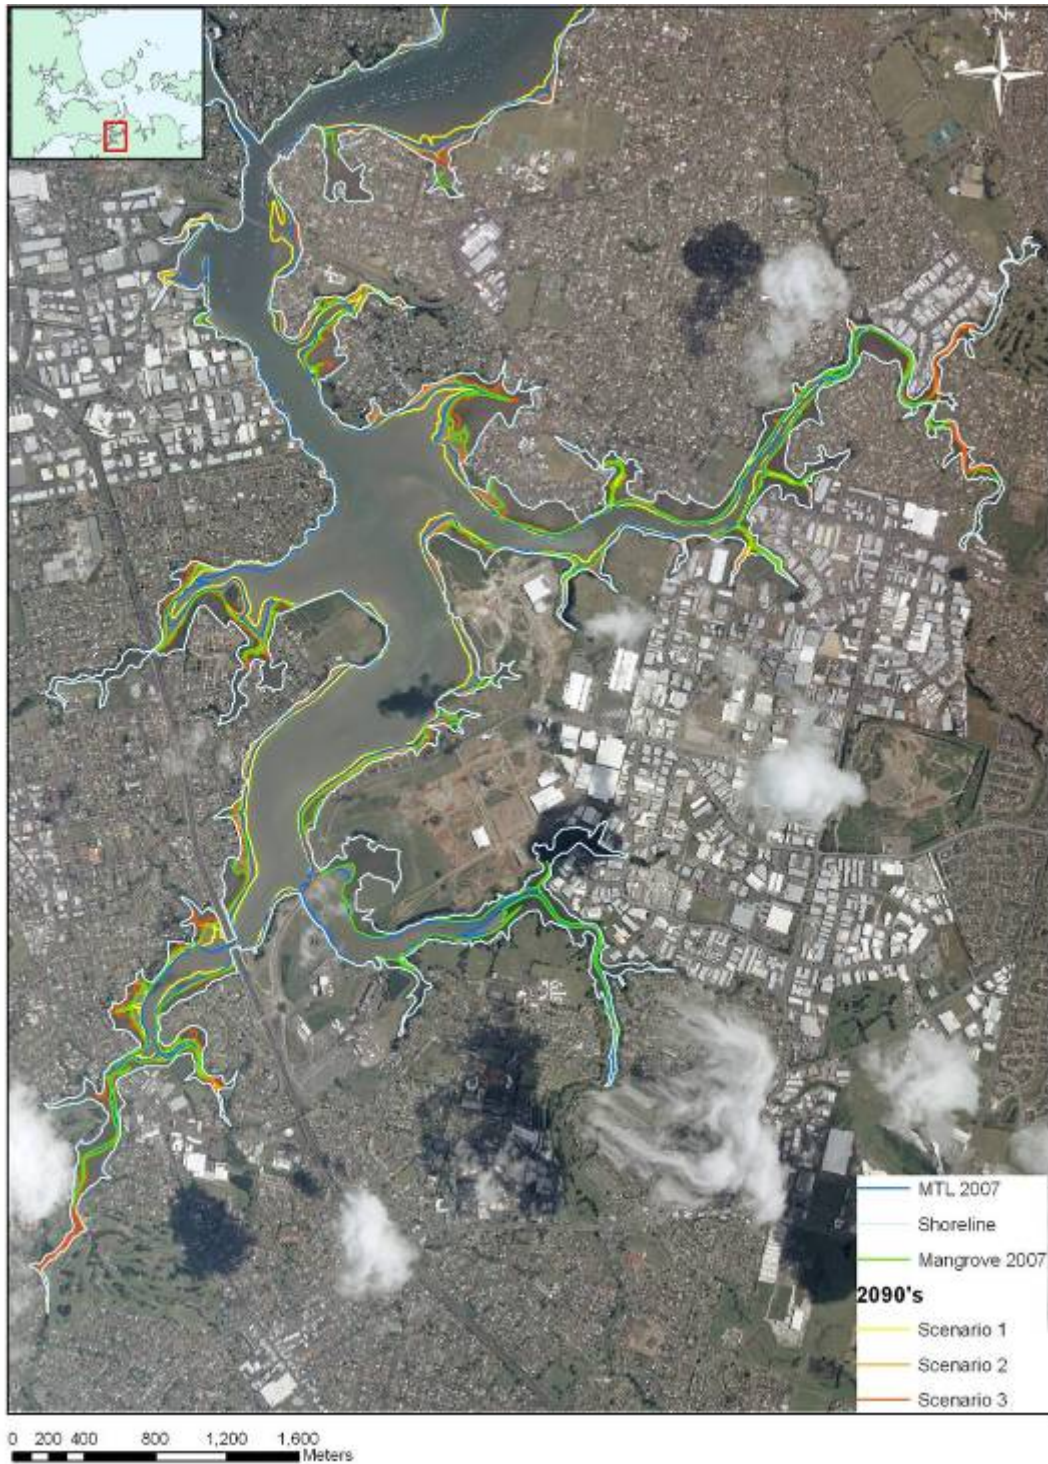 N
MTL 2007
Shoreline
Mangrove 2007
2090's
Scenario 1
Scenario 2
Scenario 3
0 200 400 800 1,200 1,600
Meters